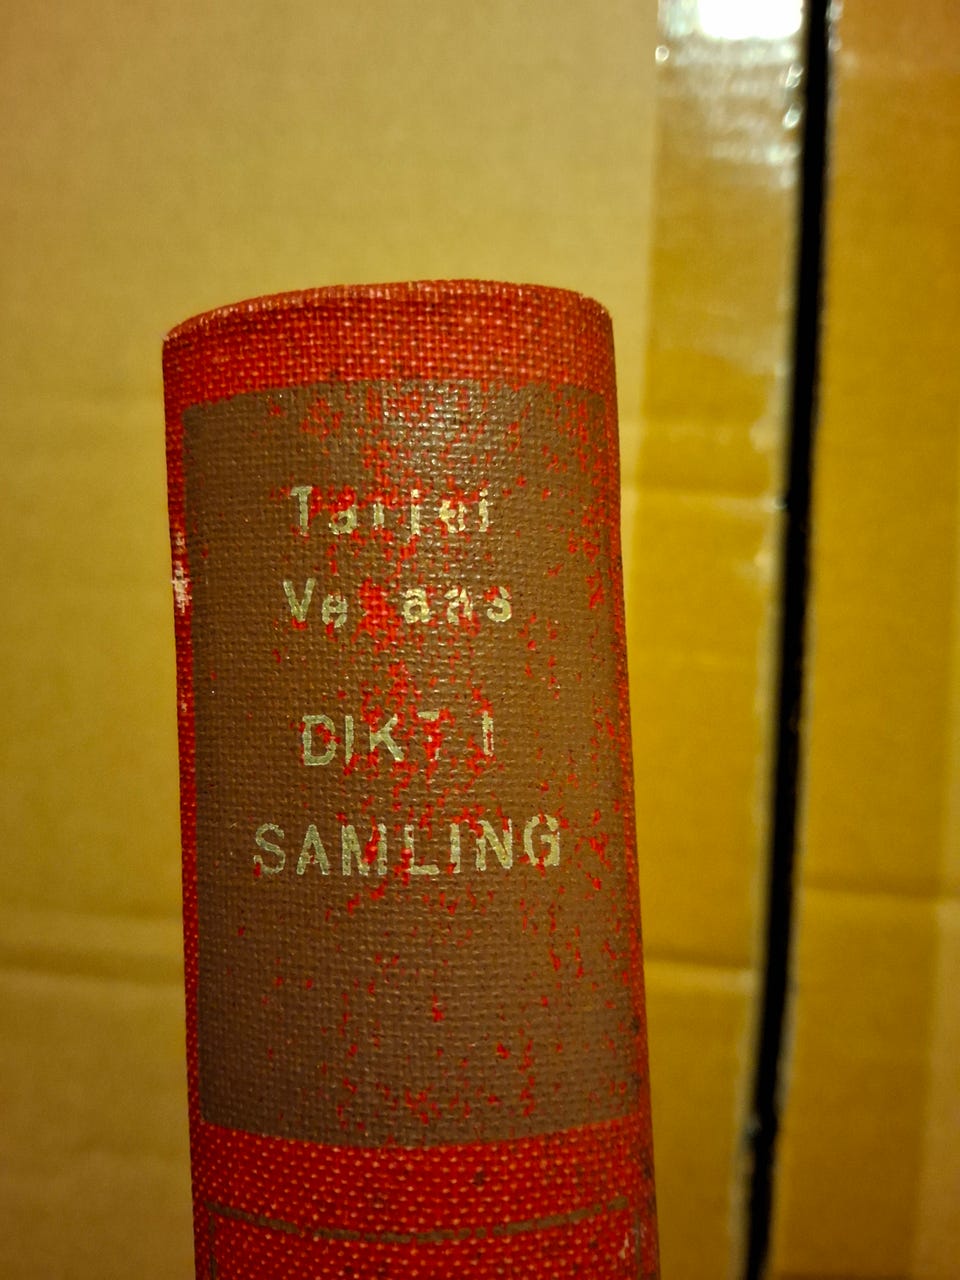 Tarjei
Vesaas
DIKT I
SAMLING